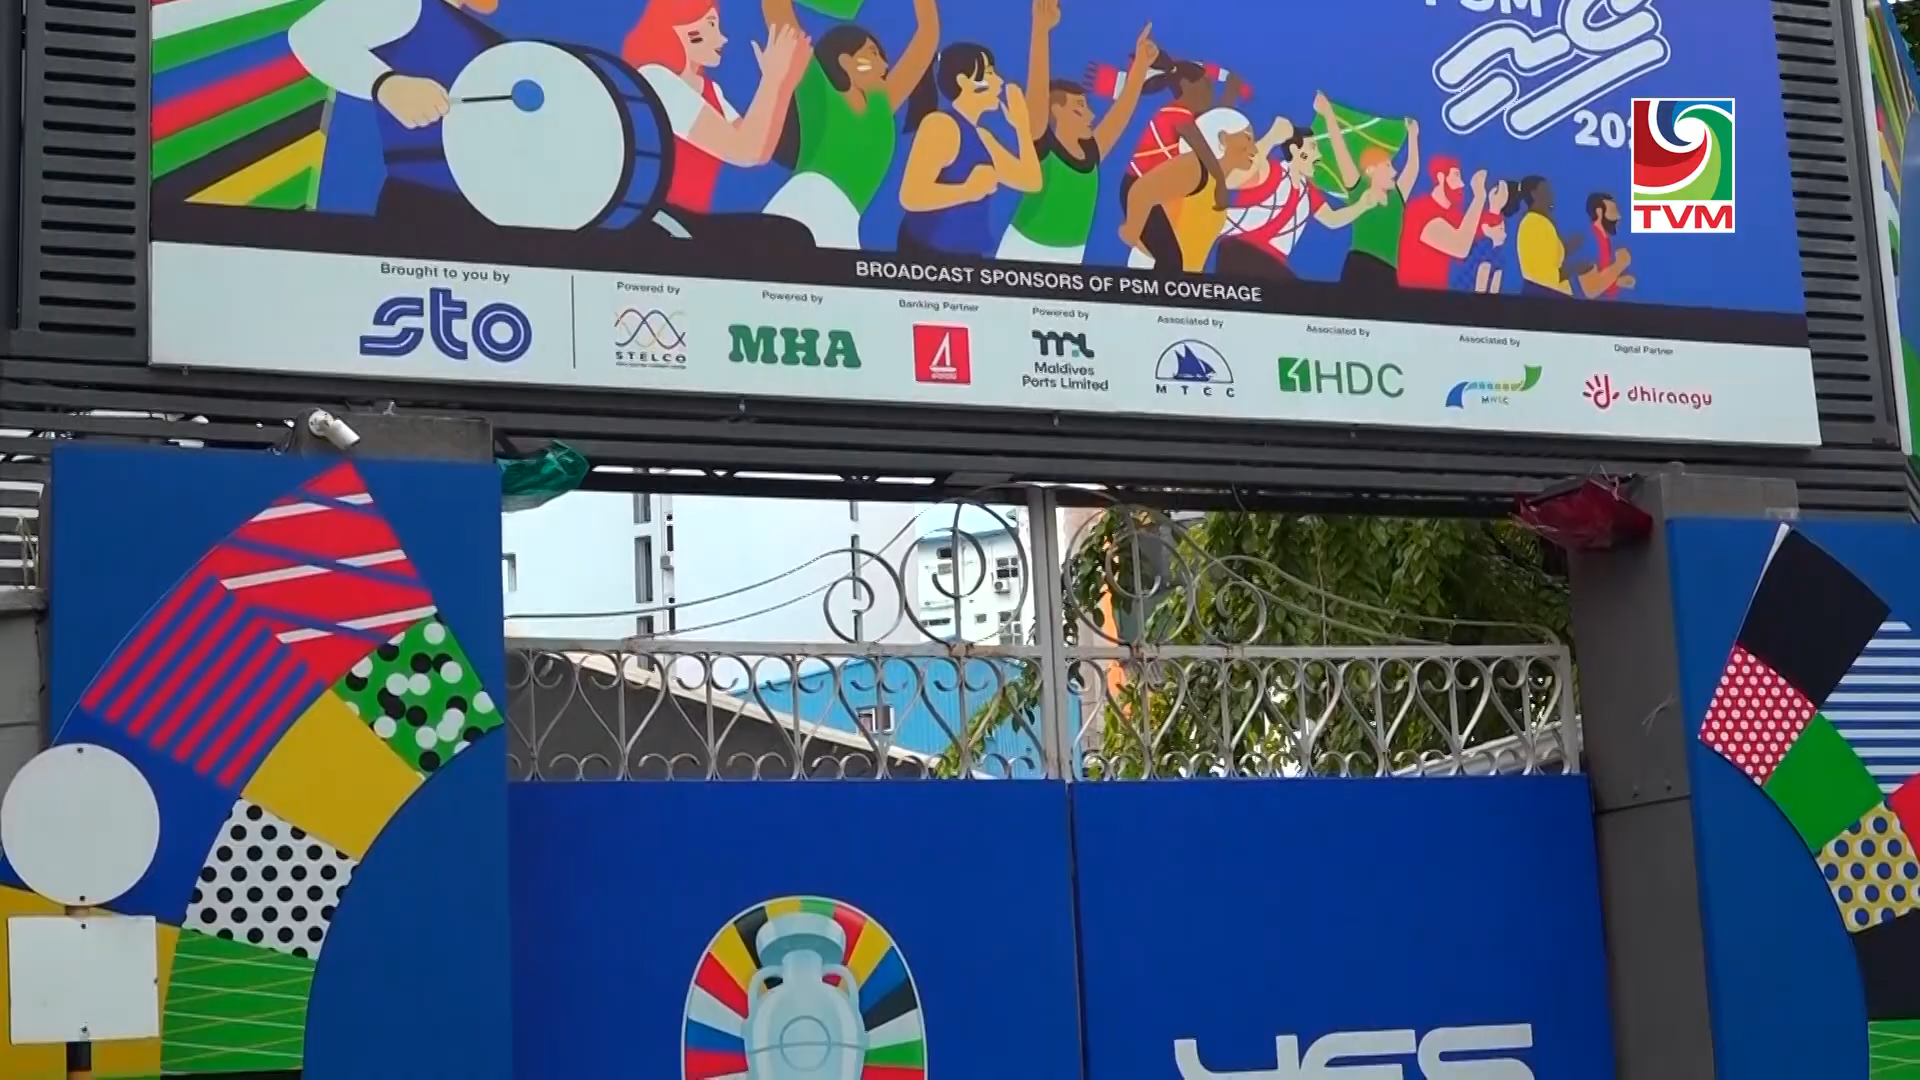 PSM
TVM
BROADCAST SPONSORS OF PSM COVERAGE
Brought to you by
sto
Powered by
STELCO
Powered by
MHA
Banking Partner
Powered by
Maldives
Ports Limited
Associated by
MTCC
Associated by
HDC
Associated by
MWSC
Digital Partner
dhiraagu
YES